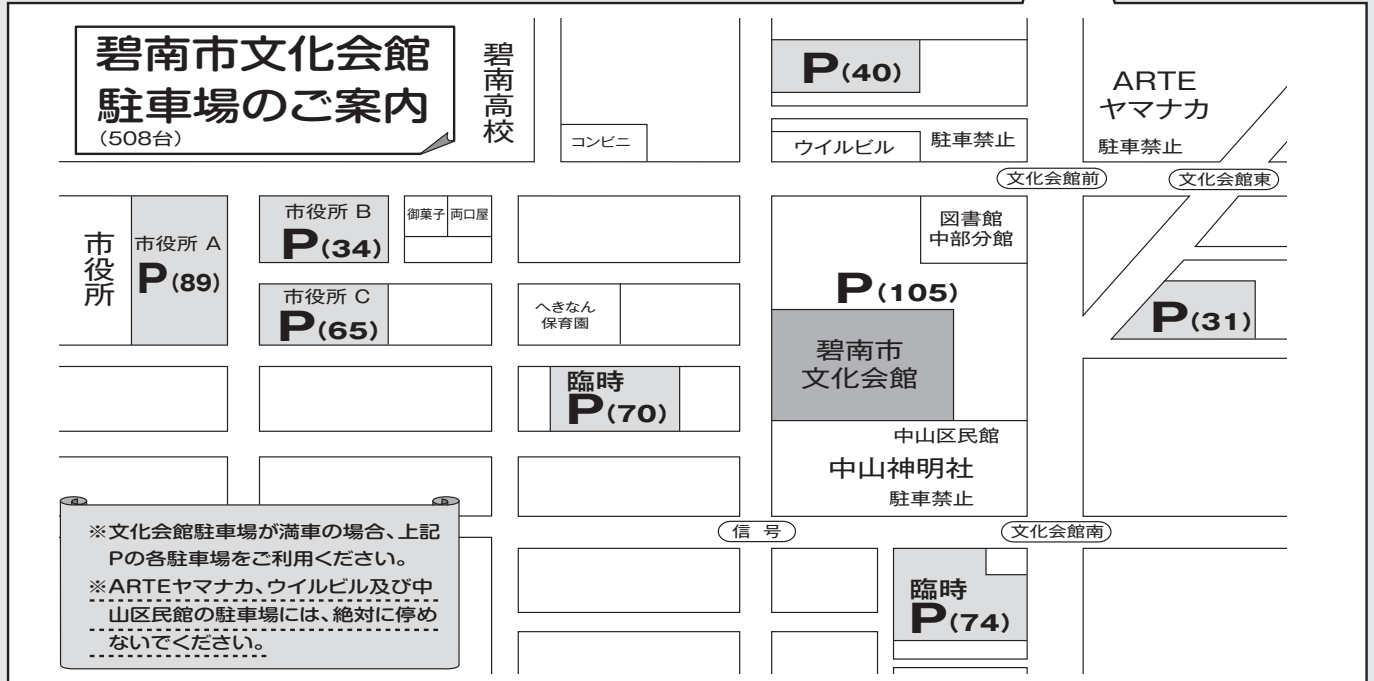 碧南市文化会館
駐車場のご案内
(508台)
碧南高校
コンビニ
P(40)
ウイルビル
駐車禁止
ARTE
ヤマナカ
駐車禁止
文化会館前
文化会館東
市役所
市役所 A
P(89)
市役所 B
P(34)
御菓子
両口屋
市役所 C
P(65)
へきなん
保育園
臨時
P(70)
図書館
中部分館
P(105)
碧南市
文化会館
中山区民館
中山神明社
駐車禁止
P(31)
信号
文化会館南
臨時
P(74)
※文化会館駐車場が満車の場合、上記
Pの各駐車場をご利用ください。
※ARTEヤマナカ、ウイルビル及び中
山区民館の駐車場には、絶対に停め
ないでください。